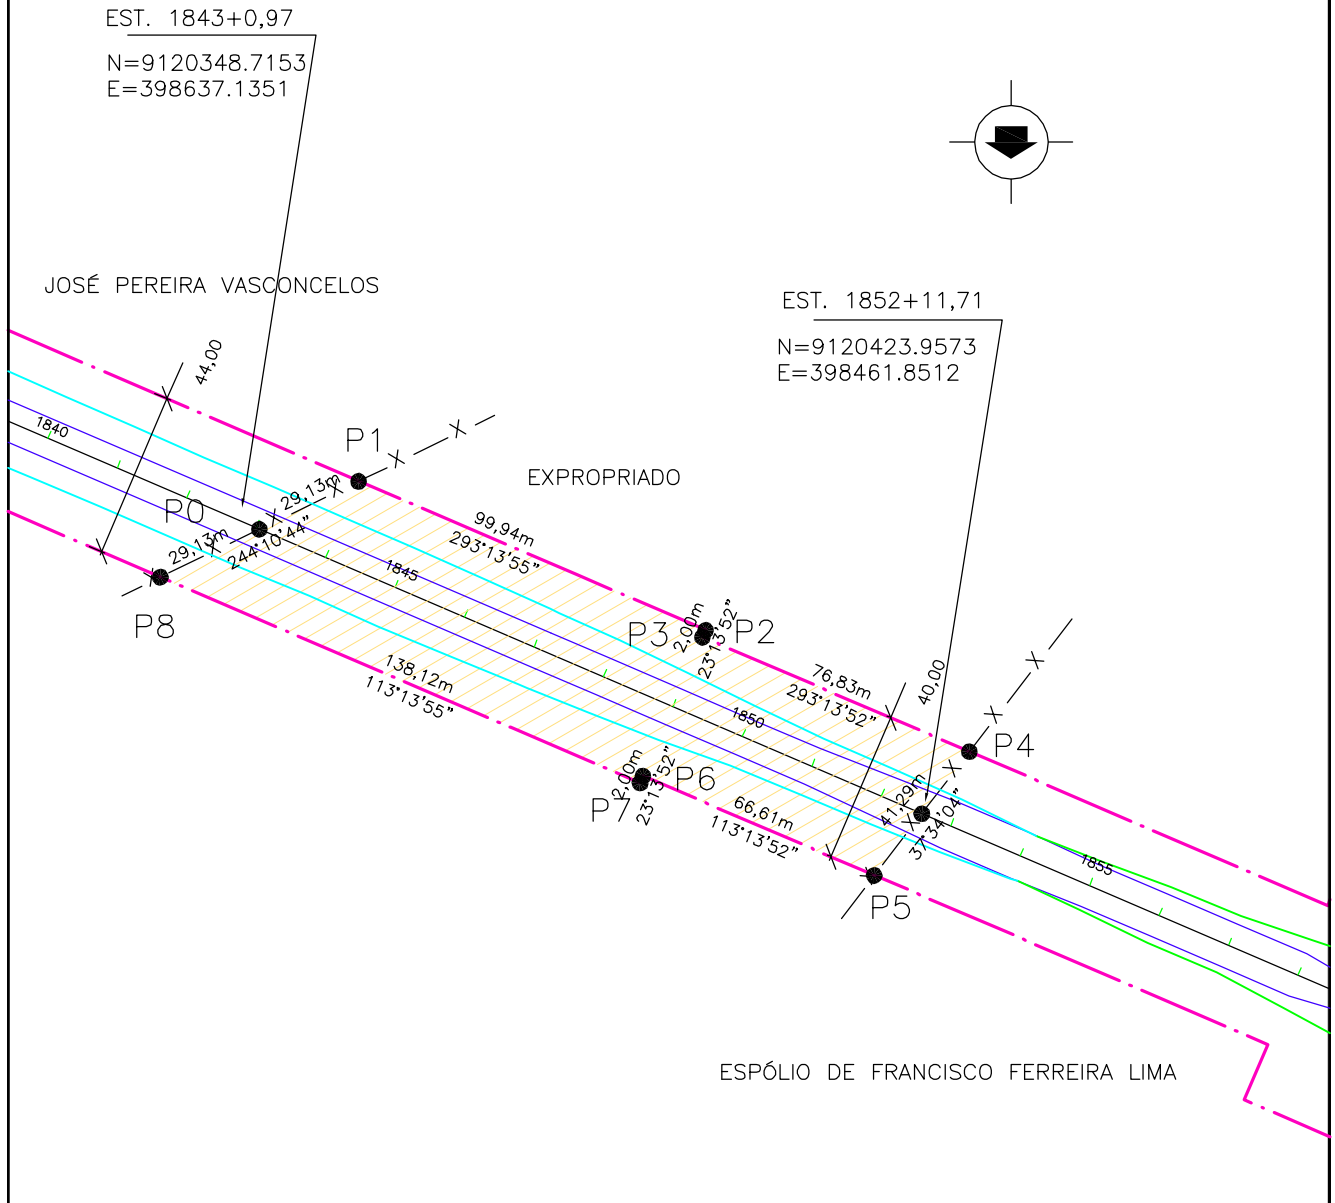 EST. 1843+0,97
N=9120348.7153
E=398637.1351
JOSÉ PEREIRA VASCONCELOS
44,00
EST. 1852+11,71
N=9120423.9573
E=398461.8512
1840
P1
EXPROPRIADO
P0
29,13m
29,13m
244°10'44"
99,94m
293°13'55"
1845
P8
P3
2,00m
23°13'52"
P2
138,12m
113°13'55"
76,83m
293°13'52"
40,00
1850
P4
2,00m
23°13'52"
P6
P7
66,61m
113°13'52"
41,29m
37°34'04"
1855
P5
ESPÓLIO DE FRANCISCO FERREIRA LIMA